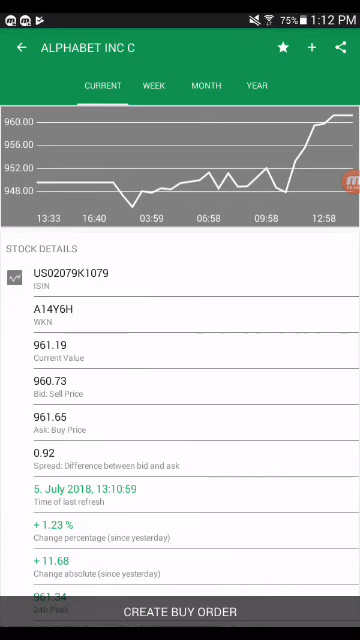 75% 1:12 PM
ALPHABET INC C
CURRENT WEEK MONTH YEAR
960.00
956.00
952.00
948.00
13:33 16:40 03:59 06:58 09:58 12:58
STOCK DETAILS
US02079K1079
ISIN
A14Y6H
WKN
961.19
Current Value
960.73
Bid: Sell Price
961.65
Ask: Buy Price
0.92
Spread: Difference between bid and ask
5. July 2018, 13:10:59
Time of last refresh
+ 1.23 %
Change percentage (since yesterday)
+ 11.68
Change absolute (since yesterday)
961.34
24h Peak
CREATE BUY ORDER